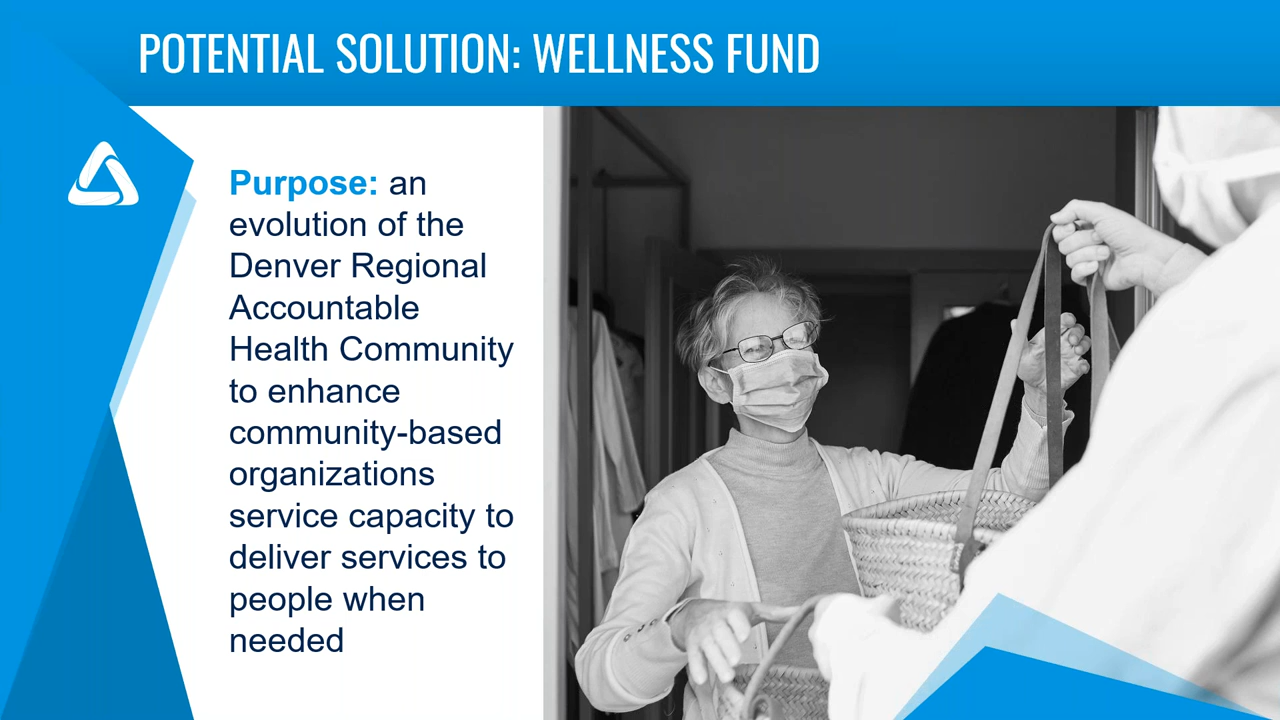 POTENTIAL SOLUTION: WELLNESS FUND
Purpose: an
evolution of the
Denver Regional
Accountable
Health Community
to enhance
community-based
organizations
service capacity to
deliver services to
people when
needed